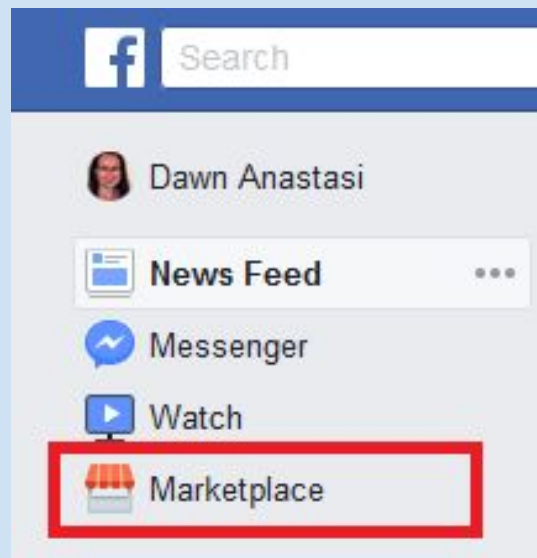 f
Search
Dawn Anastasi
News Feed
Messenger
Watch
Marketplace